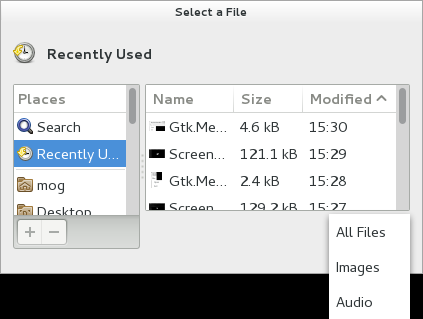 Select a File
Recently Used
Places
Search
Recently U...
mog
Desktop
Name Size Modified
Gtk.Me... 4.6 kB 15:30
Screen... 121.1 kB 15:29
Gtk.Me... 2.4 kB 15:28
Screen... 129.2 kB 15:27
All Files
Images
Audio